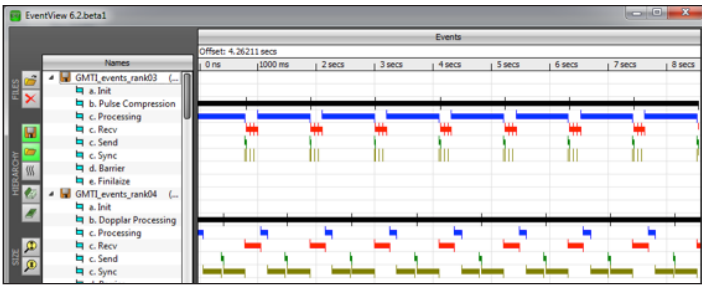 EventView 6.2.beta1
Events
Offset: 4.26211 secs
Names
0 ns 1000 ms 2 secs 3 secs 4 secs 5 secs 6 secs 7 secs 8 secs
FILES
HIERARCHY
SIZE
GMTI_events_rank03 (...
a. Init
b. Pulse Compression
c. Processing
c. Recv
c. Send
c. Sync
d. Barrier
e. Finilaize
GMTI_events_rank04 (...
a. Init
b. Dopplar Processing
c. Processing
c. Recv
c. Send
c. Sync